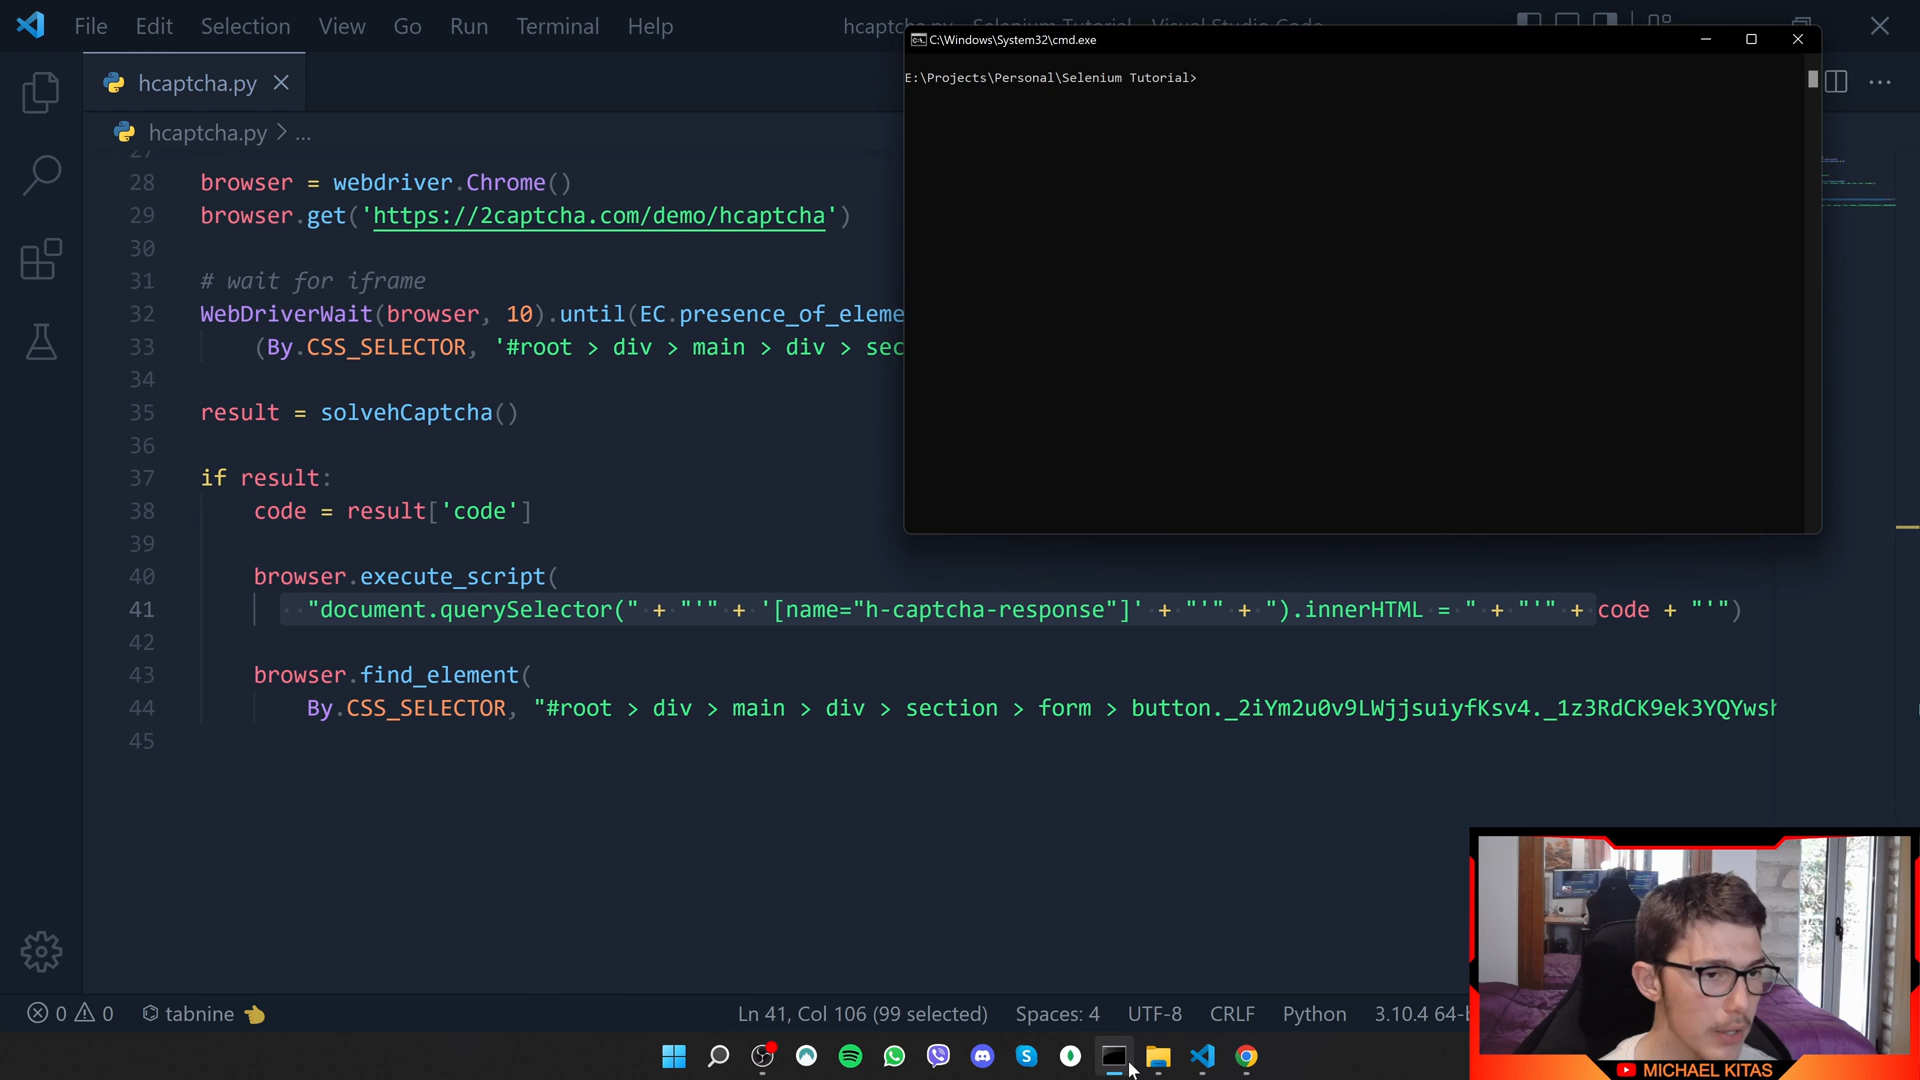 File Edit Selection View Go Run Terminal Help
C:\Windows\System32\cmd.exe
E:\Projects\Personal\Selenium Tutorial>
hcaptcha.py
hcaptcha.py > ...
28 browser = webdriver.Chrome()
29 browser.get('https://2captcha.com/demo/hcaptcha')
30
31 # wait for iframe
32 WebDriverWait(browser, 10).until(EC.presence_of_eleme
33 (By.CSS_SELECTOR, '#root > div > main > div > sec
34
35 result = solvehCaptcha()
36
37 if result:
38 code = result['code']
39
40 browser.execute_script(
41 "document.querySelector(" + "'" + '[name="h-captcha-response"]' + "'" + ").innerHTML = " + "'" + code + "'")
42
43 browser.find_element(
44 By.CSS_SELECTOR, "#root > div > main > div > section > form > button._2iYm2u0v9LWjjsuiyfKsv4._1z3RdCK9ek3YQYwsh
45
0 0 tabnine Ln 41, Col 106 (99 selected) Spaces: 4 UTF-8 CRLF Python 3.10.4 64-b
MICHAEL KITAS